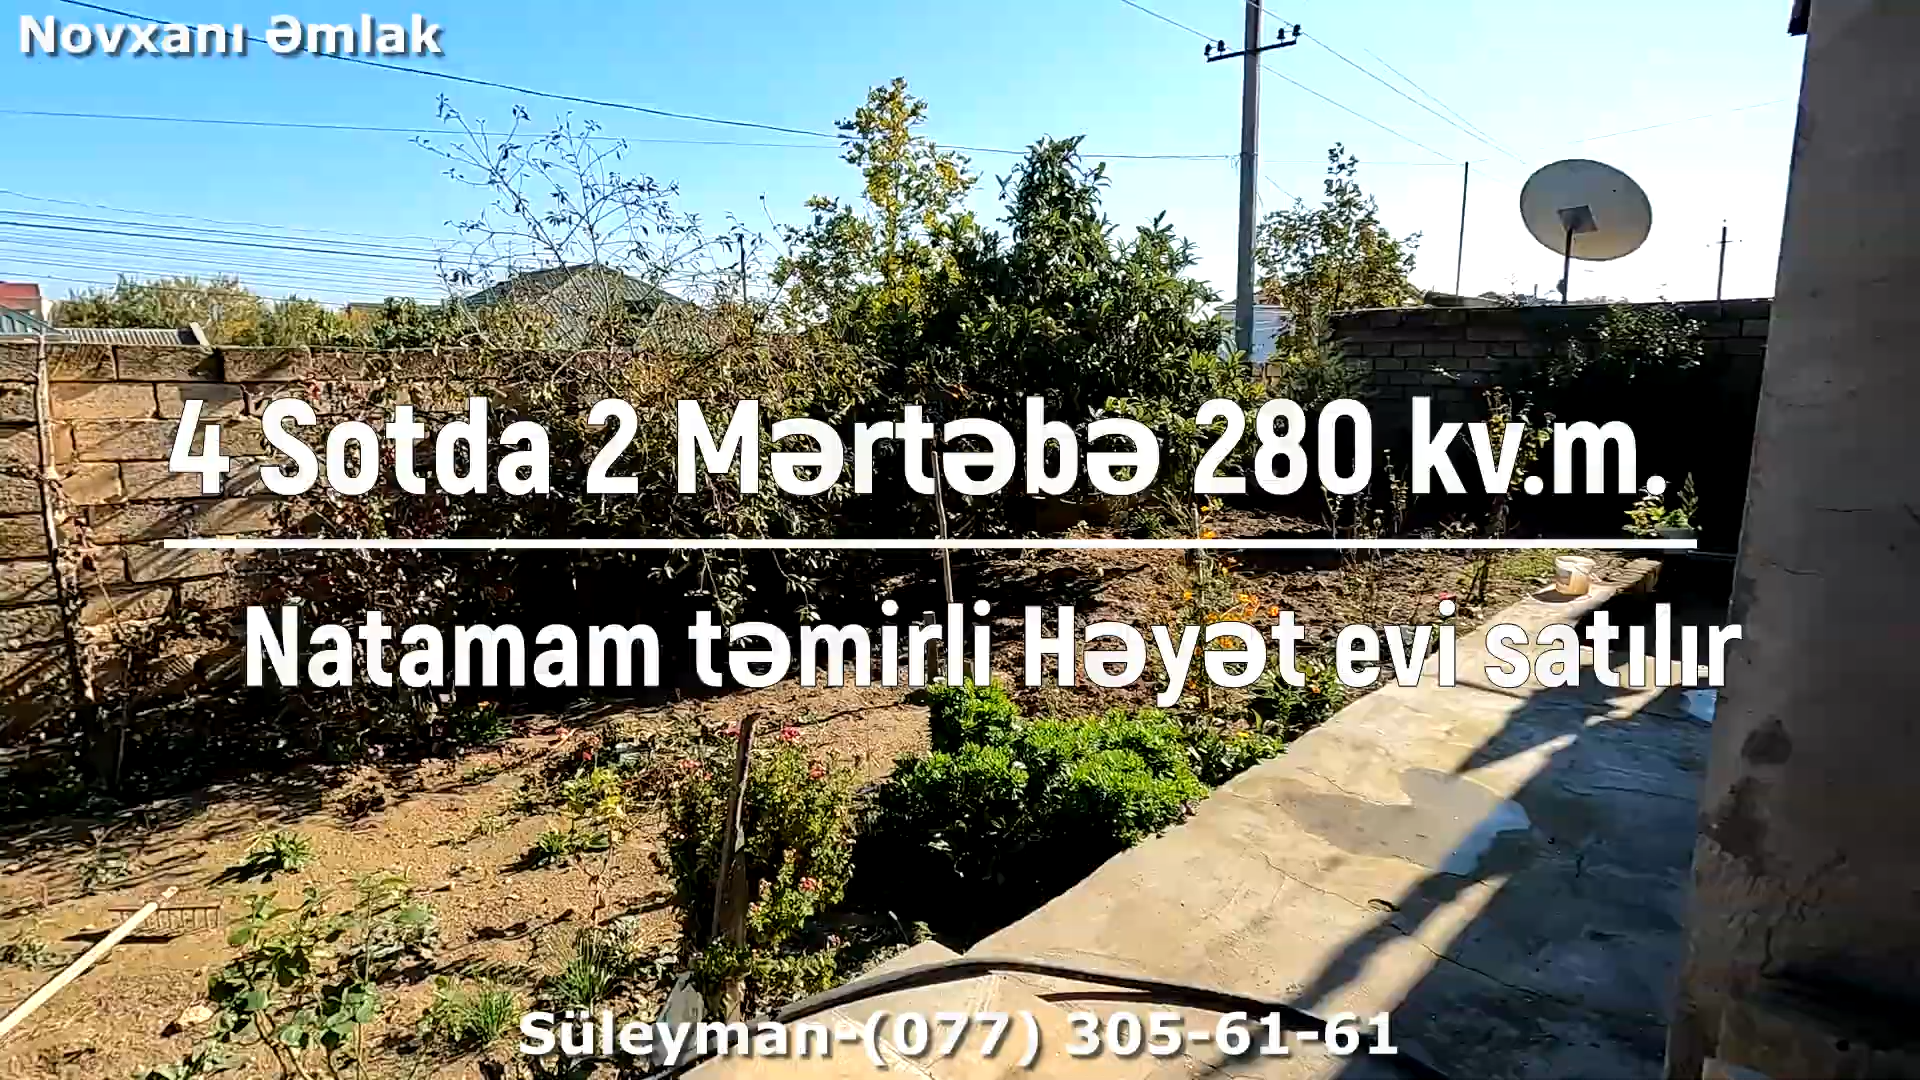 Novxanı Əmlak
4 Sotda 2 Mərtəbə 280 kv.m.
Natamam təmirli Həyət evi satılır
Süleyman-(077) 305-61-61